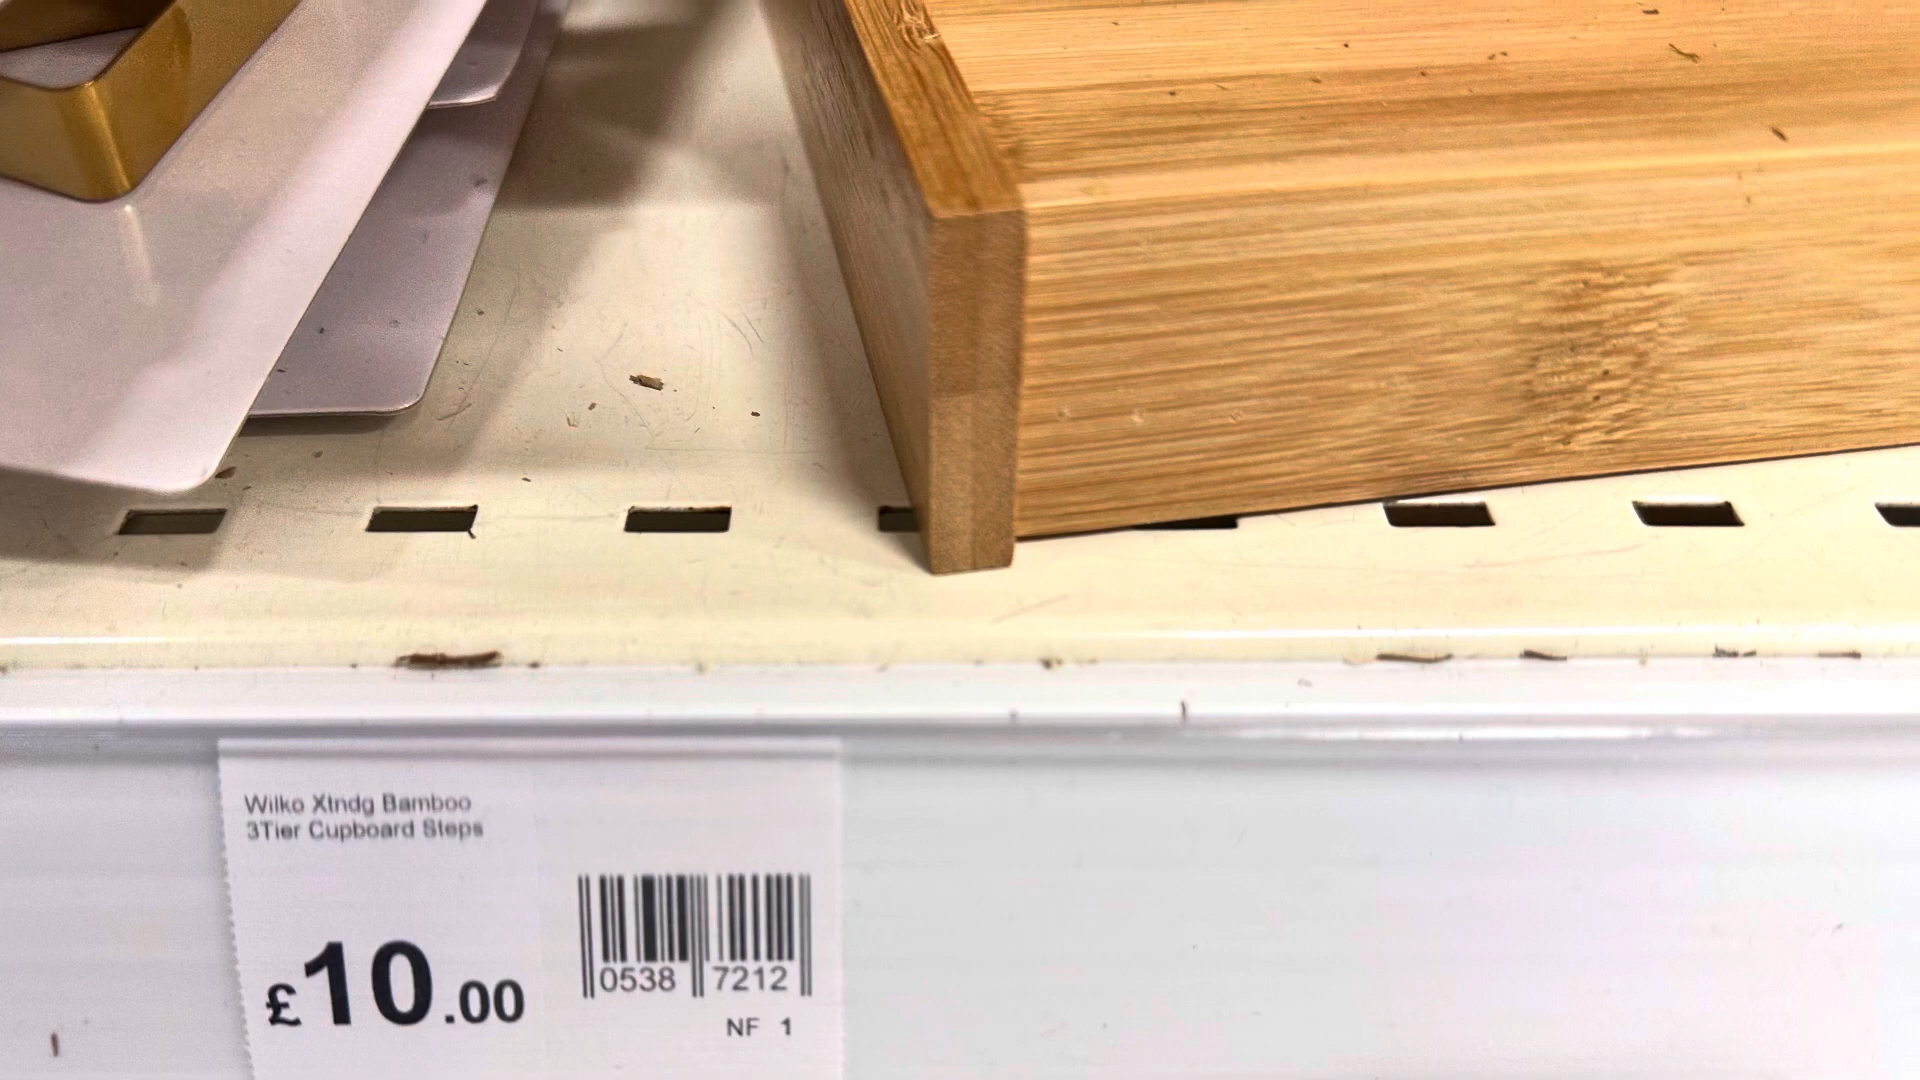 Wilko Xtndg Bamboo
3Tier Cupboard Steps
£10.00
0538 7212
NF 1